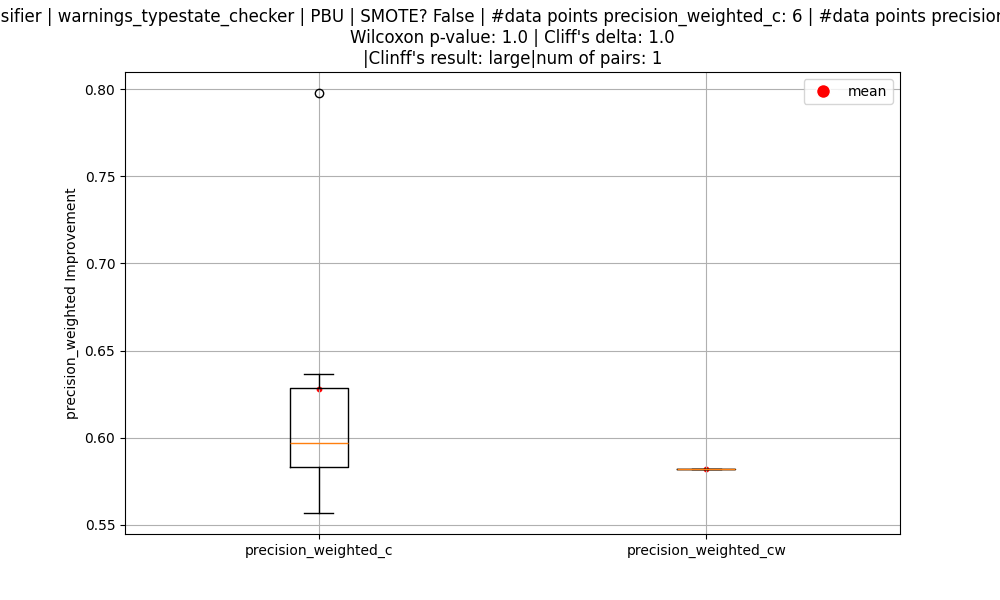 sifier | warnings_typestate_checker | PBU | SMOTE? False | #data points precision_weighted_c: 6 | #data points precision
Wilcoxon p-value: 1.0 | Cliff's delta: 1.0
|Clinff's result: large|num of pairs: 1
mean
0.80
0.75
0.70
0.65
0.60
0.55
precision_weighted Improvement
precision_weighted_c
precision_weighted_cw